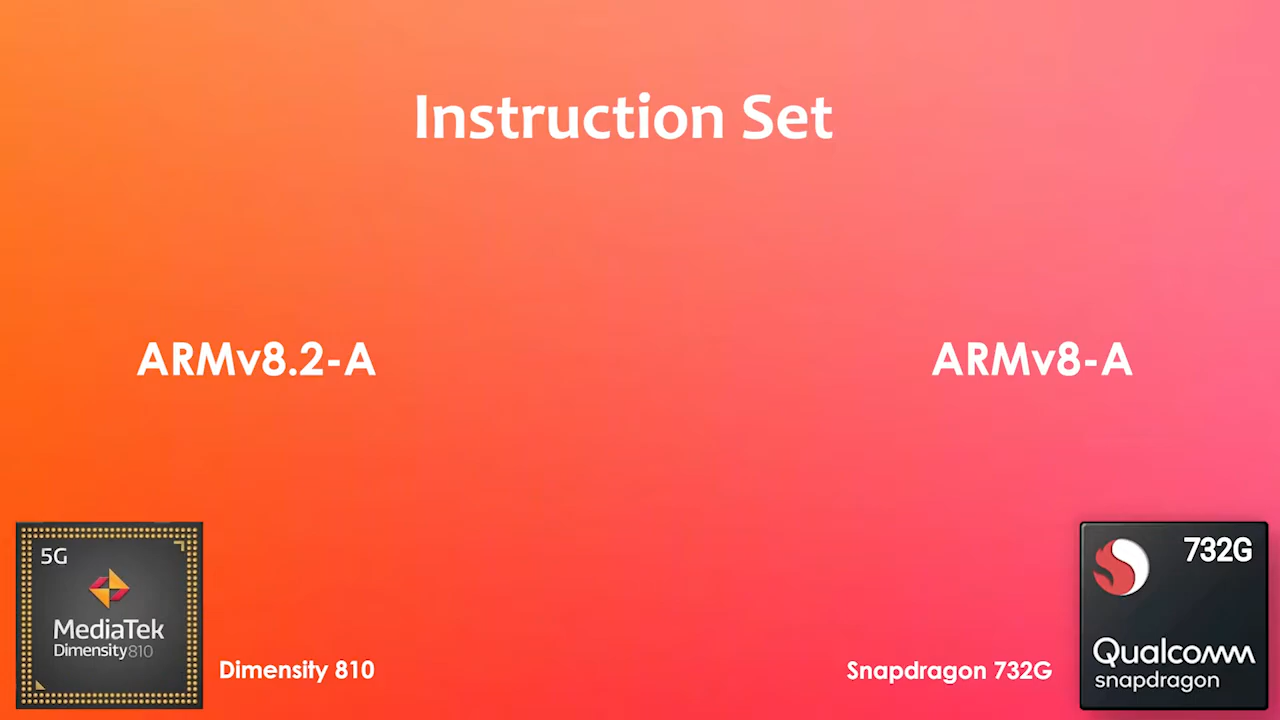 Instruction Set
ARMv8.2-A
ARMv8-A
5G
MediaTek
Dimensity810
Dimensity 810
Snapdragon 732G
732G
Qualcomm
snapdragon